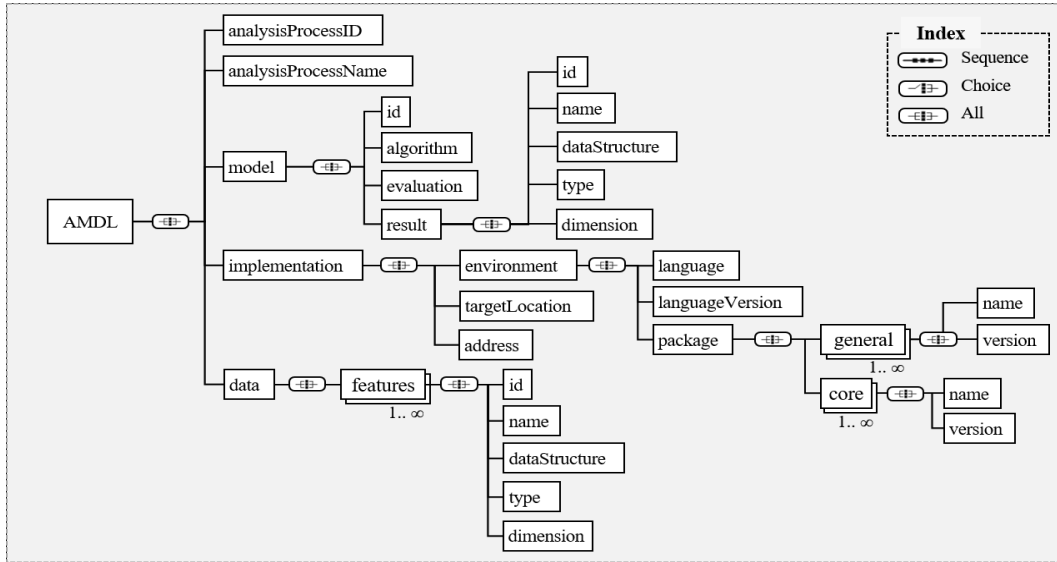 Index
Sequence
Choice
All
AMDL
analysisProcessID
analysisProcessName
model
id
algorithm
evaluation
result
id
name
dataStructure
type
dimension
implementation
environment
language
languageVersion
package
general
1.. ∞
name
version
core
1.. ∞
name
version
targetLocation
address
data
features
1.. ∞
id
name
dataStructure
type
dimension